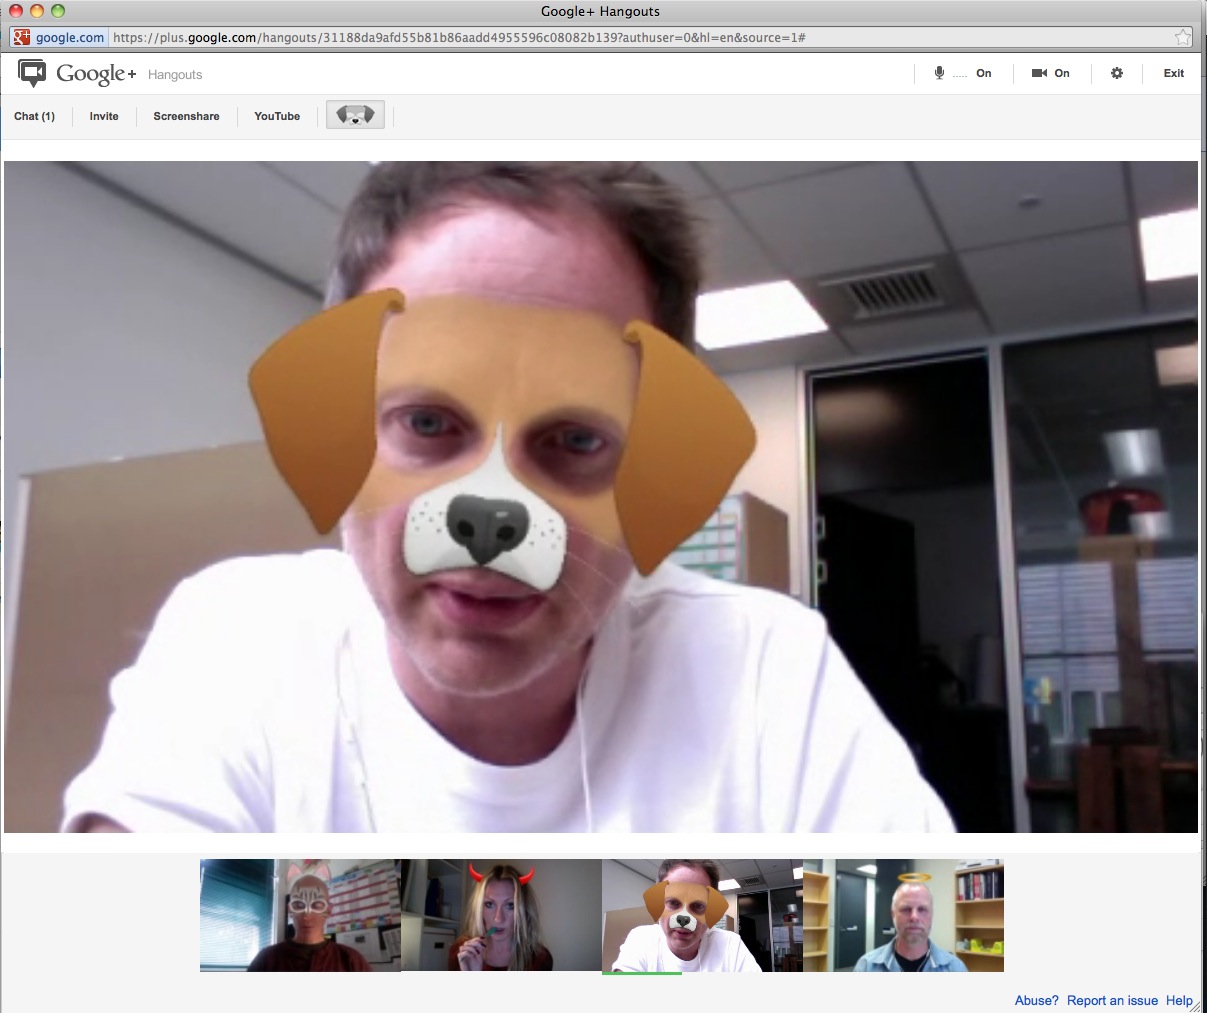 Google+ Hangouts
g+ google.com https://plus.google.com/hangouts/31188da9afd55b81b86aadd4955596c08082b139?authuser=0&hl=en&source=1#
Google+ Hangouts On On Exit
Chat (1) Invite Screenshare YouTube
Abuse? Report an issue Help